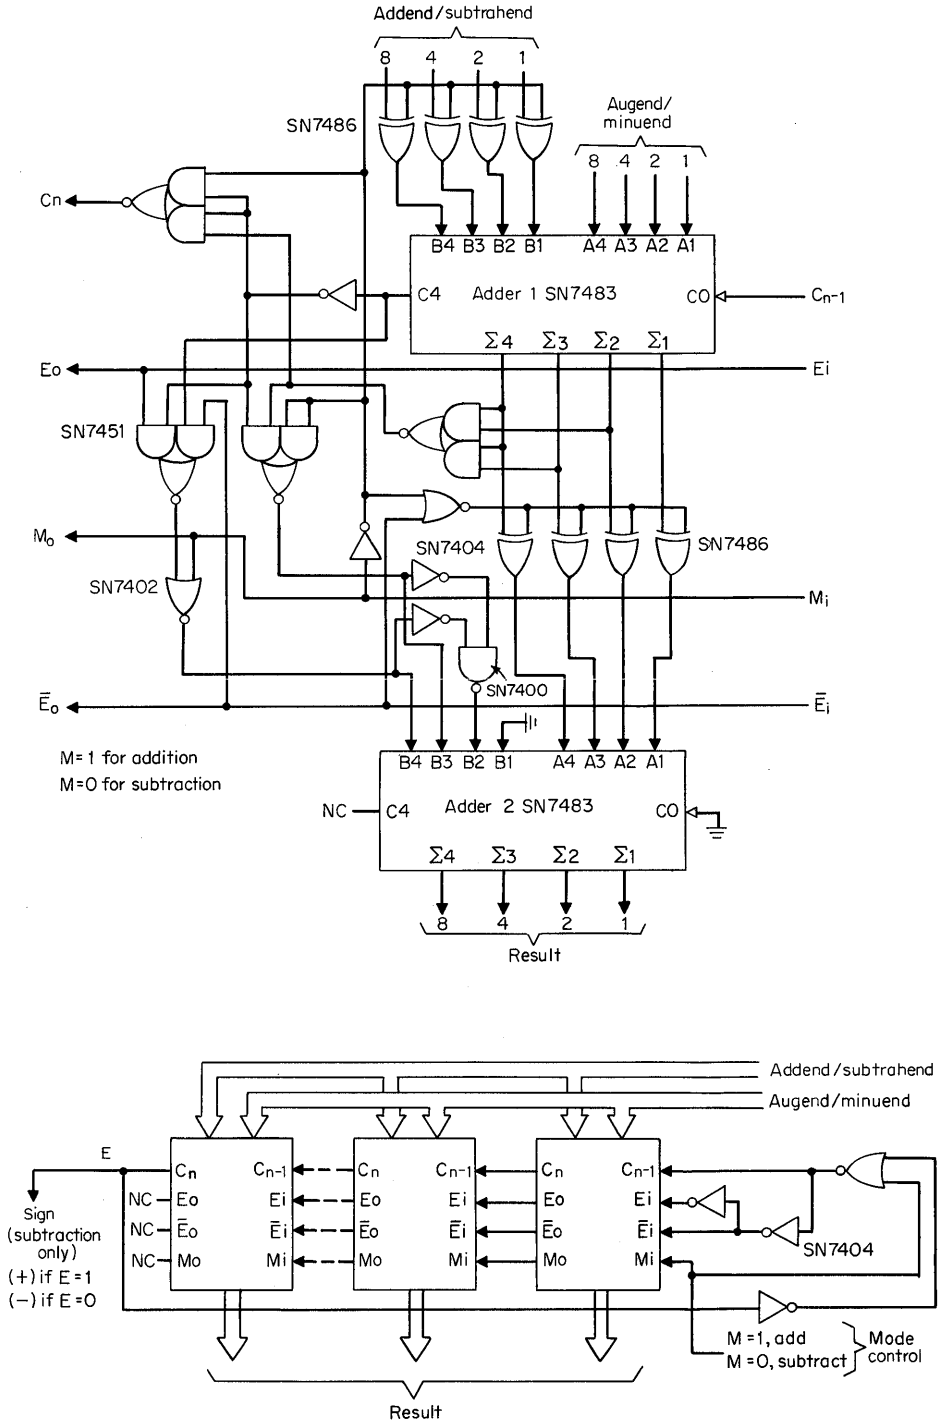 Addend/subtrahend
8 4 2 1
SN7486
Augend/
minuend
8 4 2 1
Cn
B4 B3 B2 B1 A4 A3 A2 A1
C4 Adder 1 SN7483 CO
Cn-1
Σ4 Σ3 Σ2 Σ1
Eo
Ei
SN7451
Mo
SN7404
SN7486
SN7402
Mi
SN7400
Ēo
Ēi
M=1 for addition
M=0 for subtraction
B4 B3 B2 B1 A4 A3 A2 A1
NC
C4 Adder 2 SN7483 CO
Σ4 Σ3 Σ2 Σ1
8 4 2 1
Result
Addend/subtrahend
Augend/minuend
E
Cn Cn-1 Cn Cn-1 Cn Cn-1
NC Eo Ei Eo Ei Eo Ei
NC Ēo Ēi Ēo Ēi Ēo Ēi
NC Mo Mi Mo Mi Mo Mi
SN7404
Sign
(subtraction
only)
(+) if E=1
(−) if E=0
M=1, add
M=0, subtract
Mode
control
Result